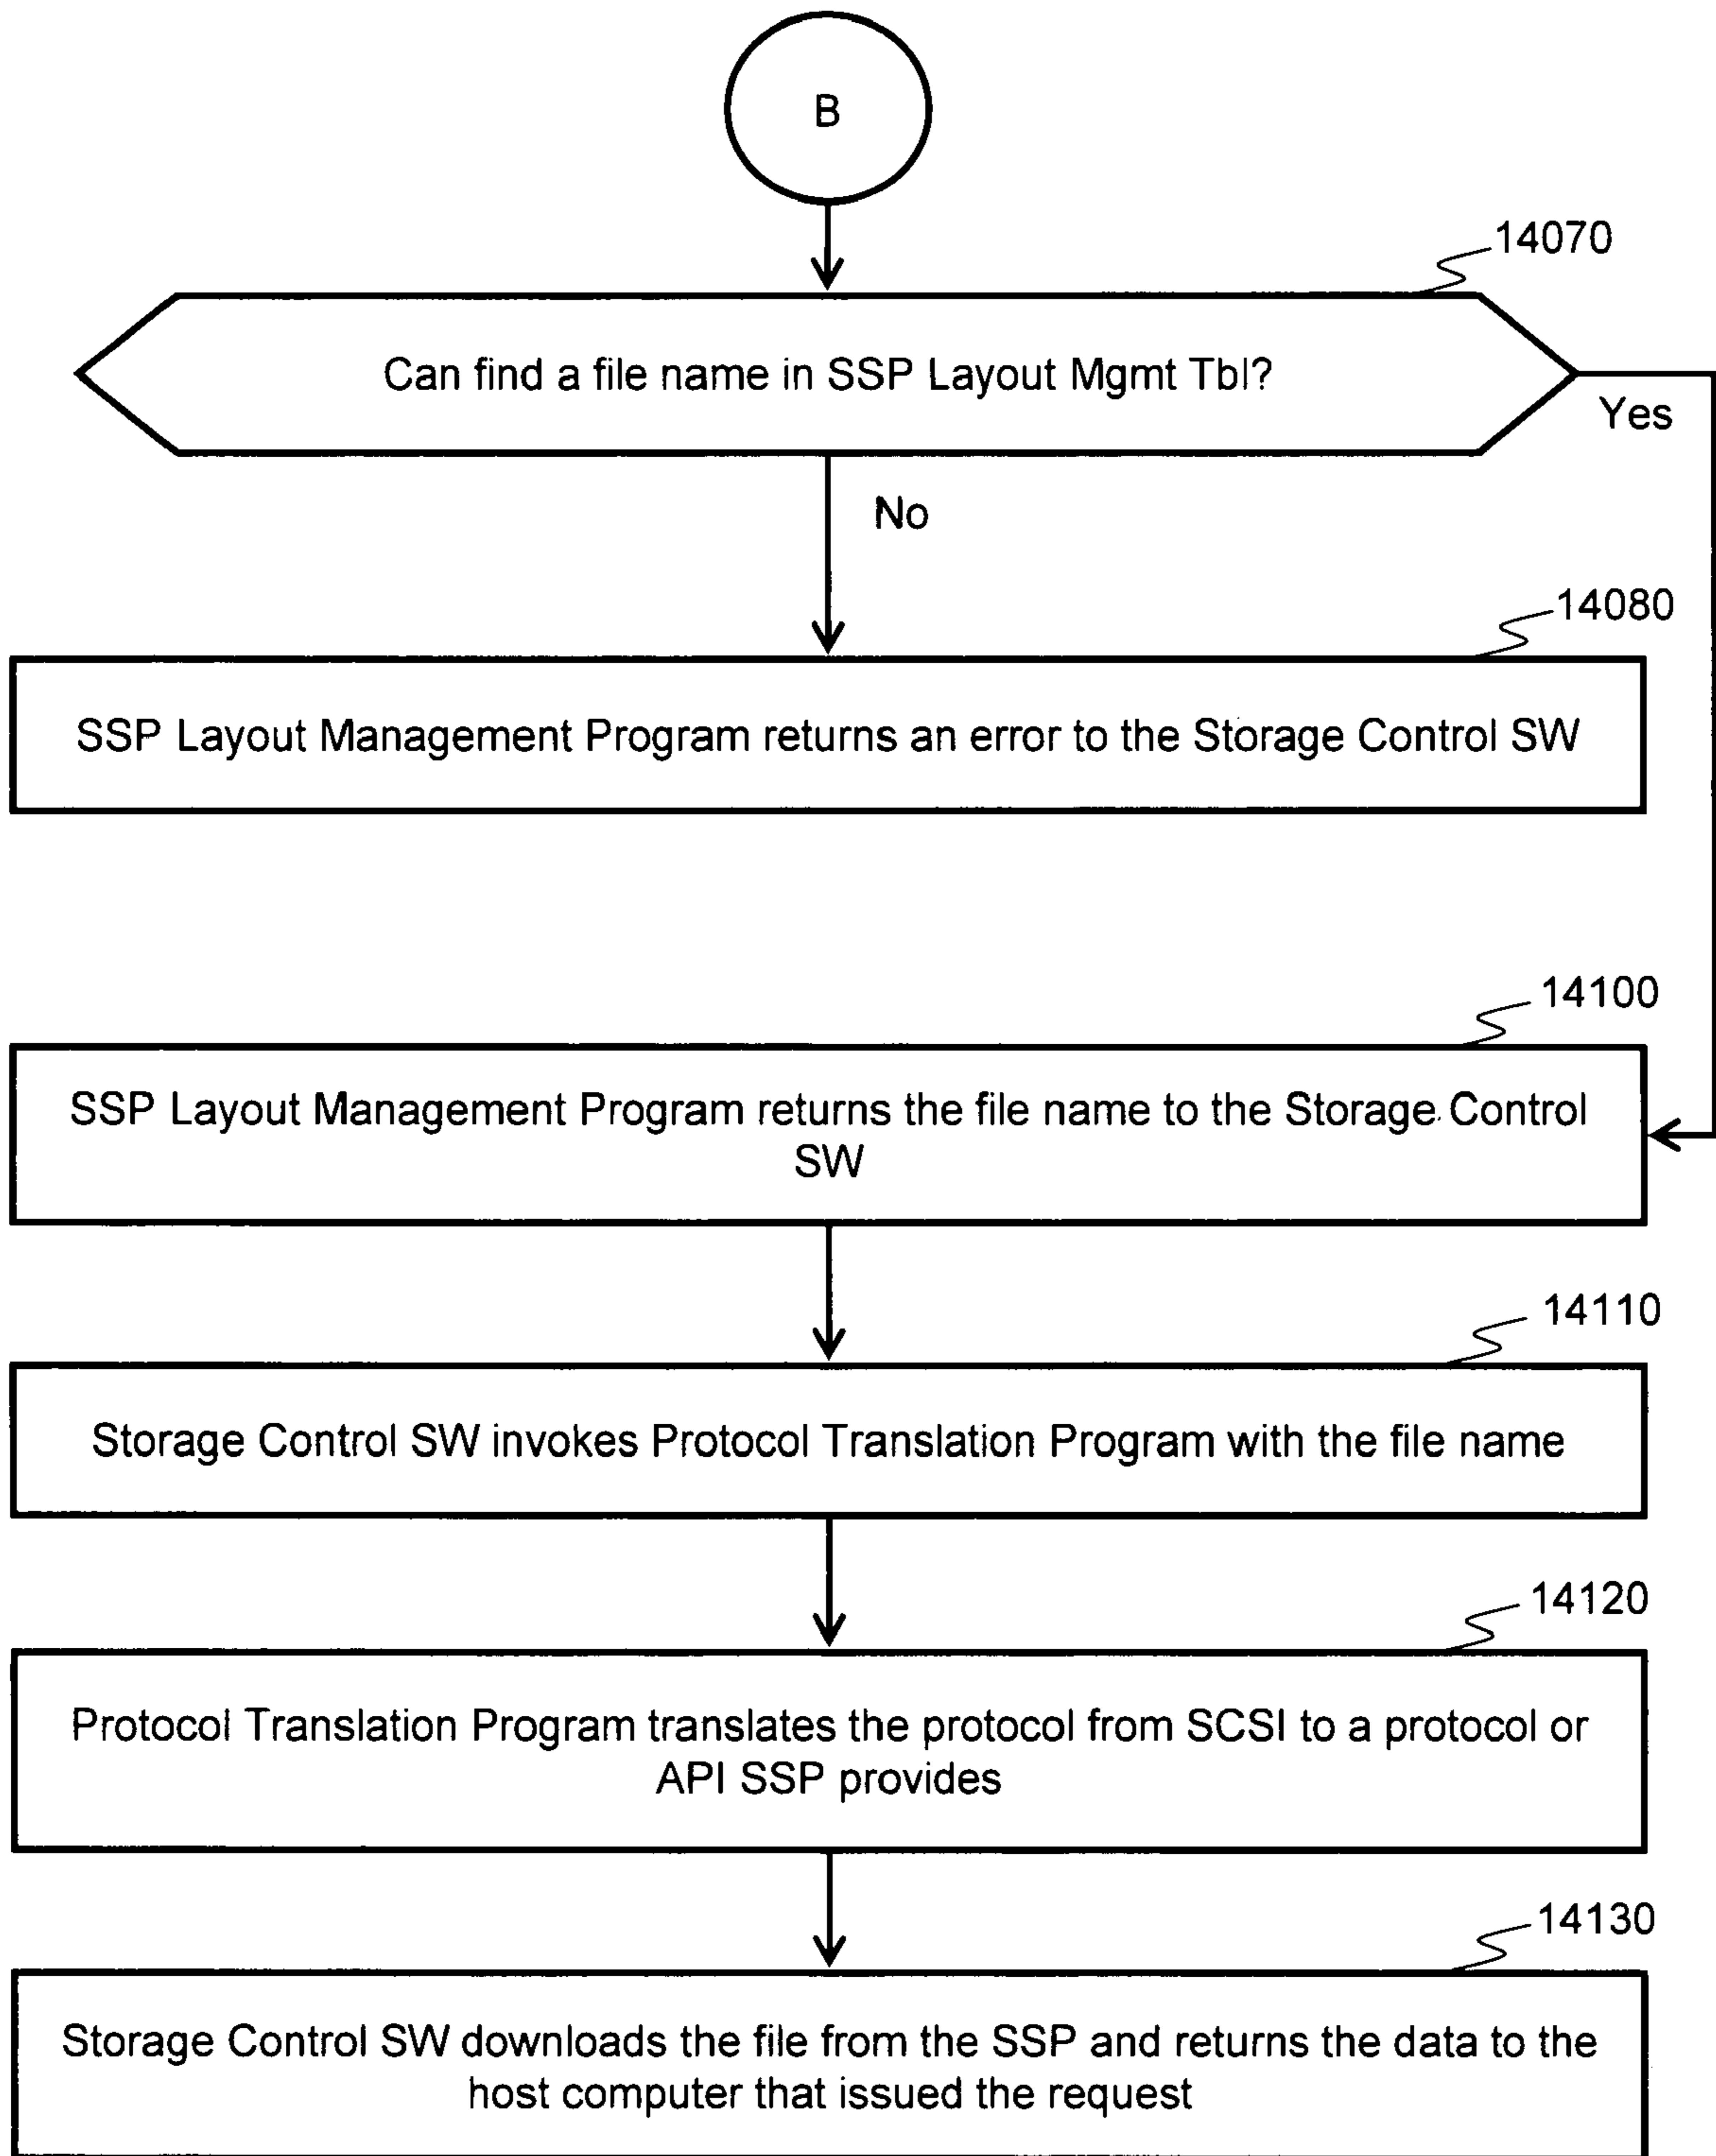 B
14070
Can find a file name in SSP Layout Mgmt Tbl?
Yes
No
14080
SSP Layout Management Program returns an error to the Storage Control SW
14100
SSP Layout Management Program returns the file name to the Storage Control
SW
14110
Storage Control SW invokes Protocol Translation Program with the file name
14120
Protocol Translation Program translates the protocol from SCSI to a protocol or
API SSP provides
14130
Storage Control SW downloads the file from the SSP and returns the data to the
host computer that issued the request